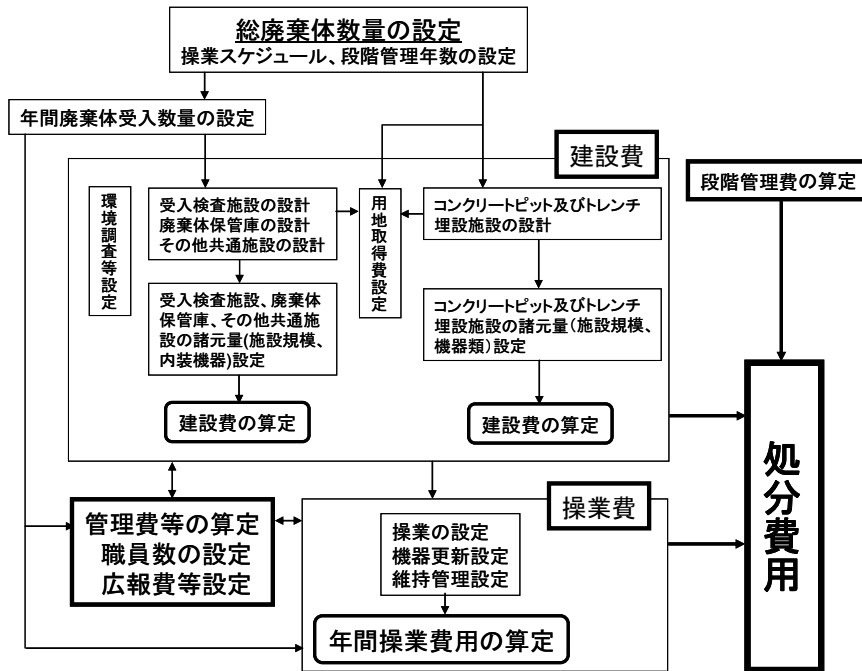 総廃棄体数量の設定
操業スケジュール、段階管理年数の設定
年間廃棄体受入数量の設定
建設費
段階管理費の算定
環境調査等設定
受入検査施設の設計
廃棄体保管庫の設計
その他共通施設の設計
用地取得費設定
コンクリートピット及びトレンチ
埋設施設の設計
受入検査施設、廃棄体
保管庫、その他共通施
設の諸元量(施設規模、
内装機器)設定
コンクリートピット及びトレンチ
埋設施設の諸元量（施設規模、
機器類）設定
建設費の算定
建設費の算定
処分費用
管理費等の算定
職員数の設定
広報費等設定
操業費
操業の設定
機器更新設定
維持管理設定
年間操業費用の算定